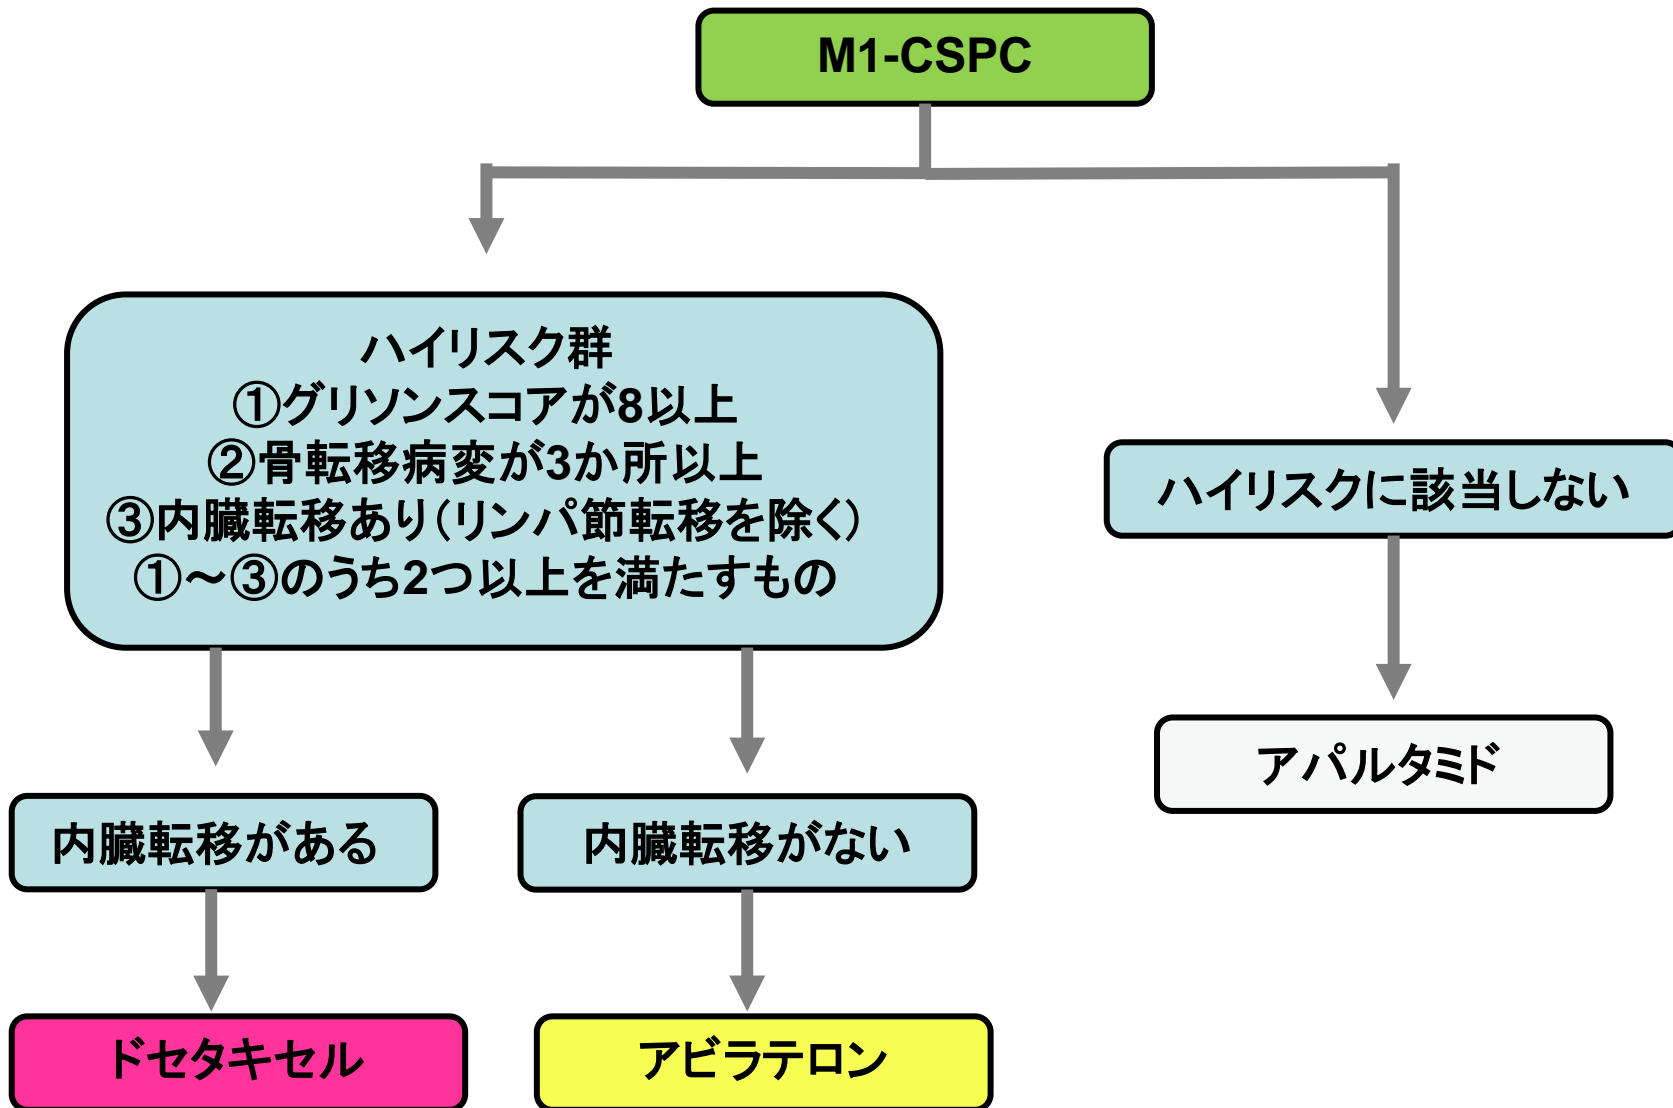 M1-CSPC
ハイリスク群
①グリソンスコアが8以上
②骨転移病変が3か所以上
③内臓転移あり(リンパ節転移を除く)
①～③のうち2つ以上を満たすもの
ハイリスクに該当しない
アパルタミド
内臓転移がある
内臓転移がない
ドセタキセル
アビラテロン